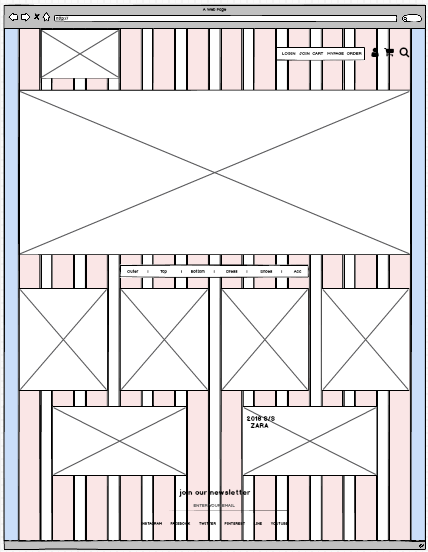 A Web Page
http://
LOGIN JOIN CART MYPAGE ORDER
Outer | Top | Bottom | Dress | Shoes | Acc
2018 S/S
ZARA
join our newsletter
ENTER YOUR EMAIL
INSTAGRAM FACEBOOK TWITTER PINTEREST LINE YOUTUBE